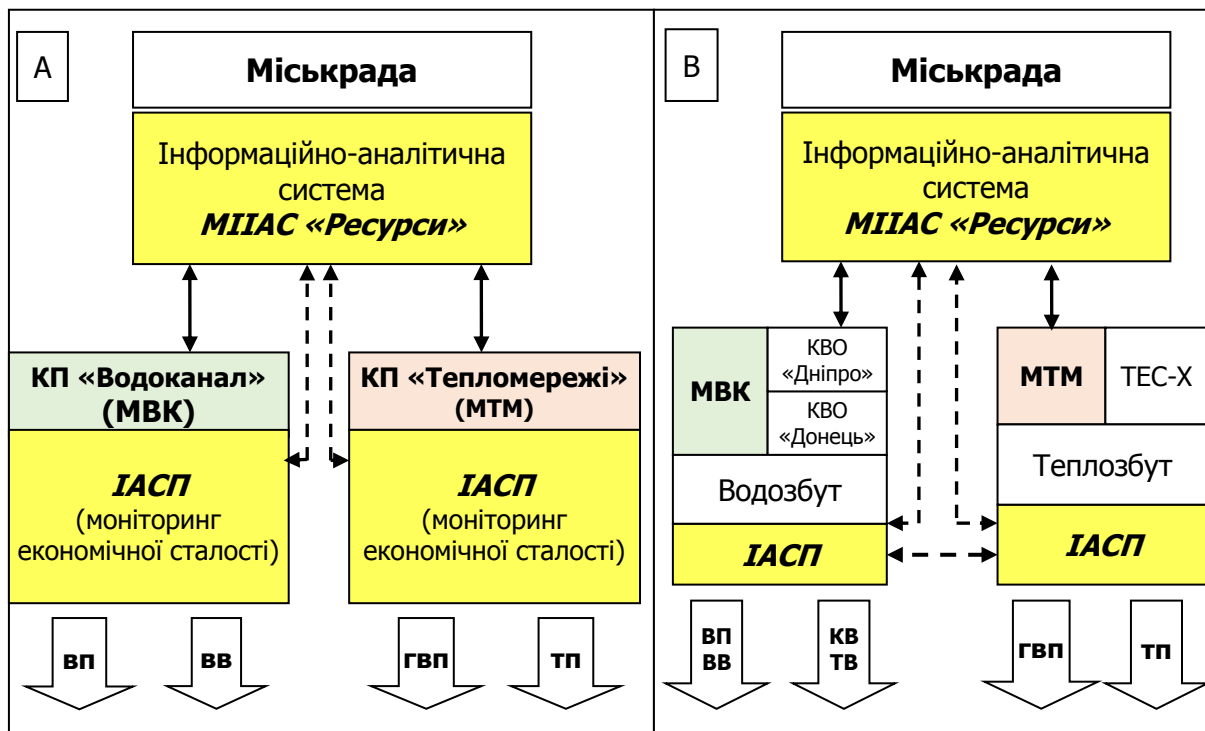 А
Міськрада
Інформаційно-аналітична
система
МІІАС «Ресурси»
КП «Водоканал»
(МВК)
ІАСП
(моніторинг
економічної сталості)
КП «Тепломережі»
(МТМ)
ІАСП
(моніторинг
економічної сталості)
ВП
ВВ
ГВП
ТП
В
Міськрада
Інформаційно-аналітична
система
МІІАС «Ресурси»
МВК
КВО
«Дніпро»
КВО
«Донець»
Водозбут
ІАСП
МТМ
ТЕС-Х
Теплозбут
ІАСП
ВП
ВВ
КВ
ТВ
ГВП
ТП